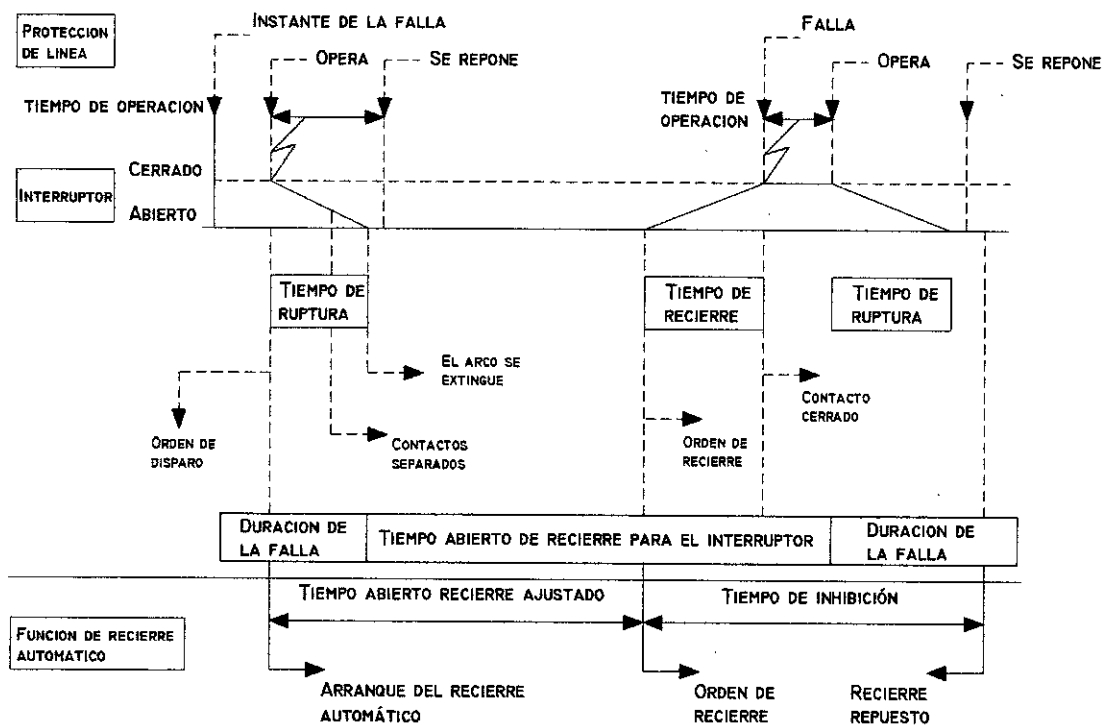 PROTECCION
DE LINEA
INSTANTE DE LA FALLA
OPERA
SE REPONE
FALLA
OPERA
SE REPONE
TIEMPO DE OPERACION
TIEMPO DE
OPERACION
INTERRUPTOR
CERRADO
ABIERTO
TIEMPO DE
RUPTURA
TIEMPO DE
RECIERRE
TIEMPO DE
RUPTURA
EL ARCO SE
EXTINGUE
CONTACTO
CERRADO
ORDEN DE
DISPARO
CONTACTOS
SEPARADOS
ORDEN DE
RECIERRE
DURACION DE
LA FALLA
TIEMPO ABIERTO DE RECIERRE PARA EL INTERRUPTOR
DURACION DE
LA FALLA
TIEMPO ABIERTO RECIERRE AJUSTADO
TIEMPO DE INHIBICIÓN
FUNCION DE RECIERRE
AUTOMATICO
ARRANQUE DEL RECIERRE
AUTOMÁTICO
ORDEN DE
RECIERRE
RECIERRE
REPUESTO